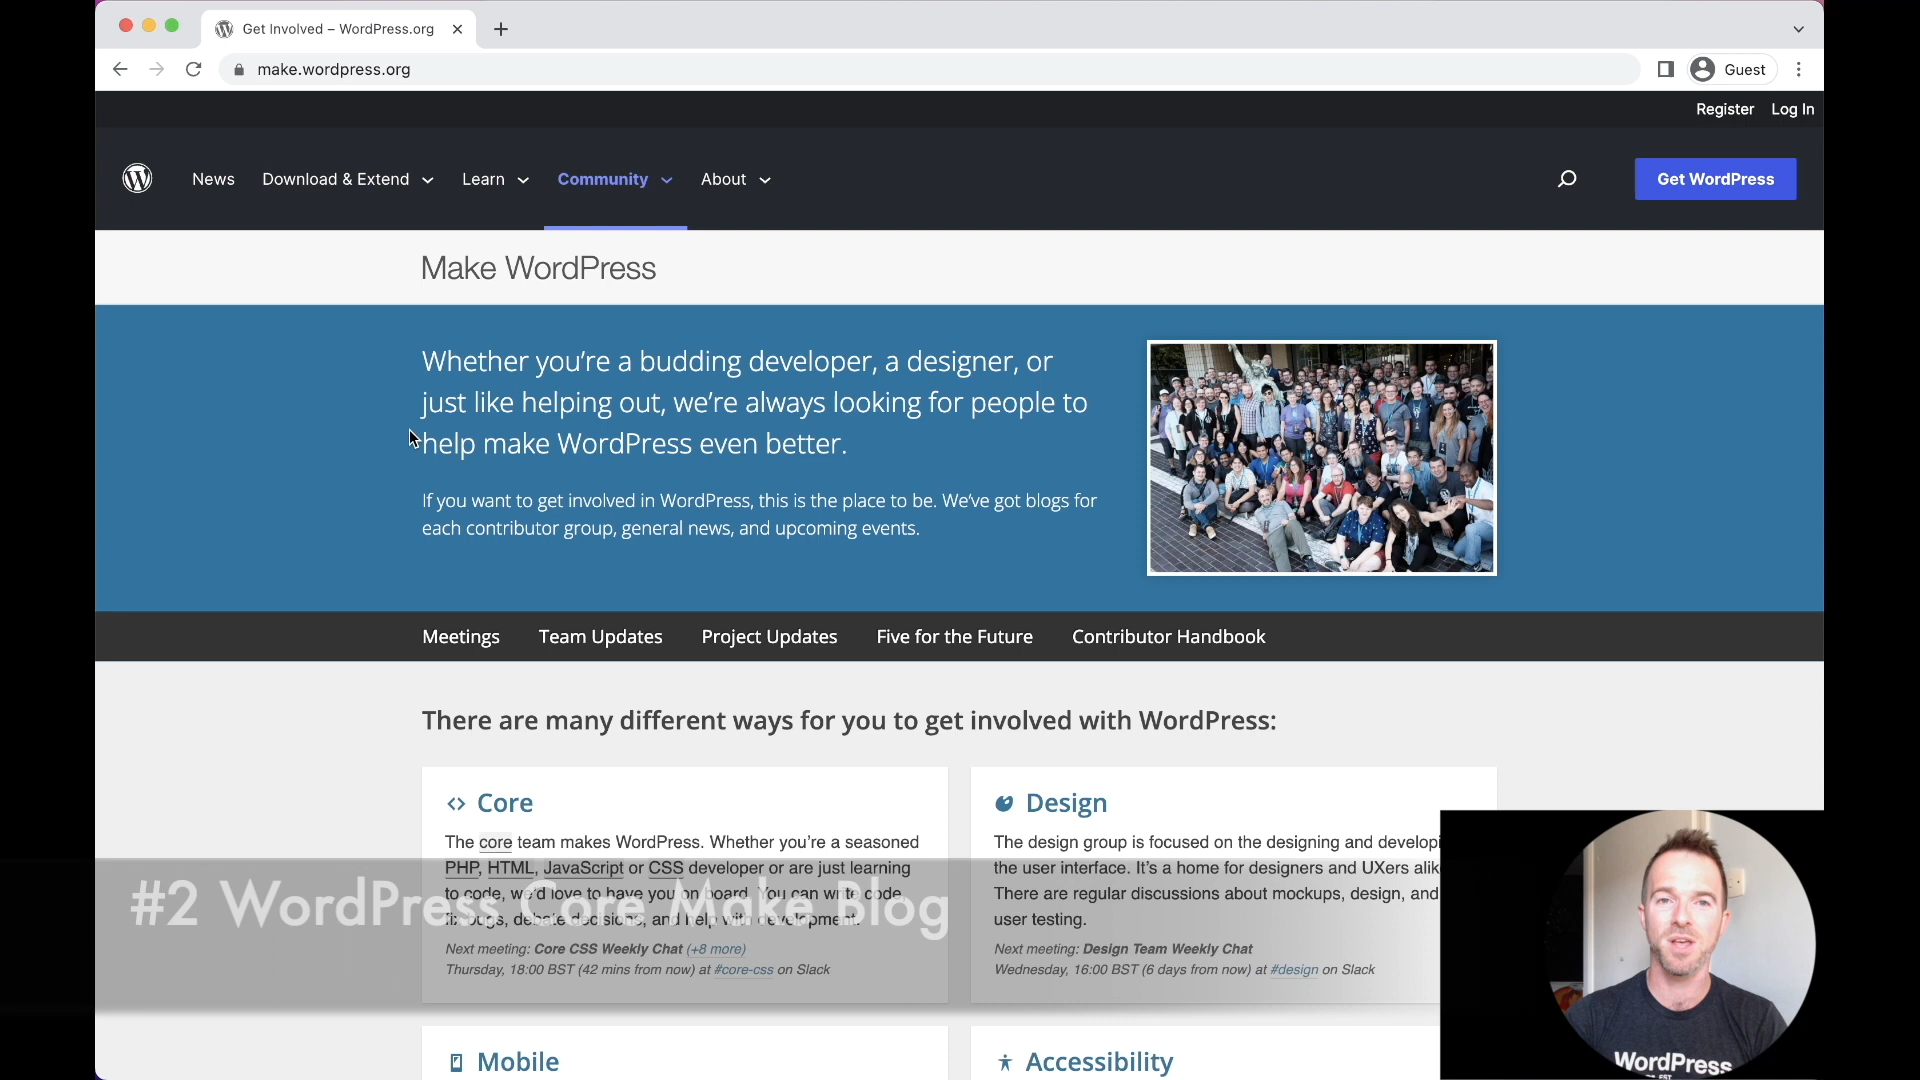 Get Involved – WordPress.org
make.wordpress.org
Guest
Register Log In
News Download & Extend Learn Community About
Get WordPress
Make WordPress
Whether you're a budding developer, a designer, or
just like helping out, we're always looking for people to
help make WordPress even better.
If you want to get involved in WordPress, this is the place to be. We've got blogs for
each contributor group, general news, and upcoming events.
Meetings Team Updates Project Updates Five for the Future Contributor Handbook
There are many different ways for you to get involved with WordPress:
Core
The core team makes WordPress. Whether you're a seasoned
PHP, HTML, JavaScript or CSS developer or are just learning
to code, we'd love to have you on board. You can write code,
fix bugs, debate decisions, and help with development.
Next meeting: Core CSS Weekly Chat (+8 more)
Thursday, 18:00 BST (42 mins from now) at #core-css on Slack
Design
The design group is focused on the designing and developi
the user interface. It's a home for designers and UXers alik
There are regular discussions about mockups, design, and
user testing.
Next meeting: Design Team Weekly Chat
Wednesday, 16:00 BST (6 days from now) at #design on Slack
#2 WordPress Core Make Blog
Mobile
Accessibility
WordPress